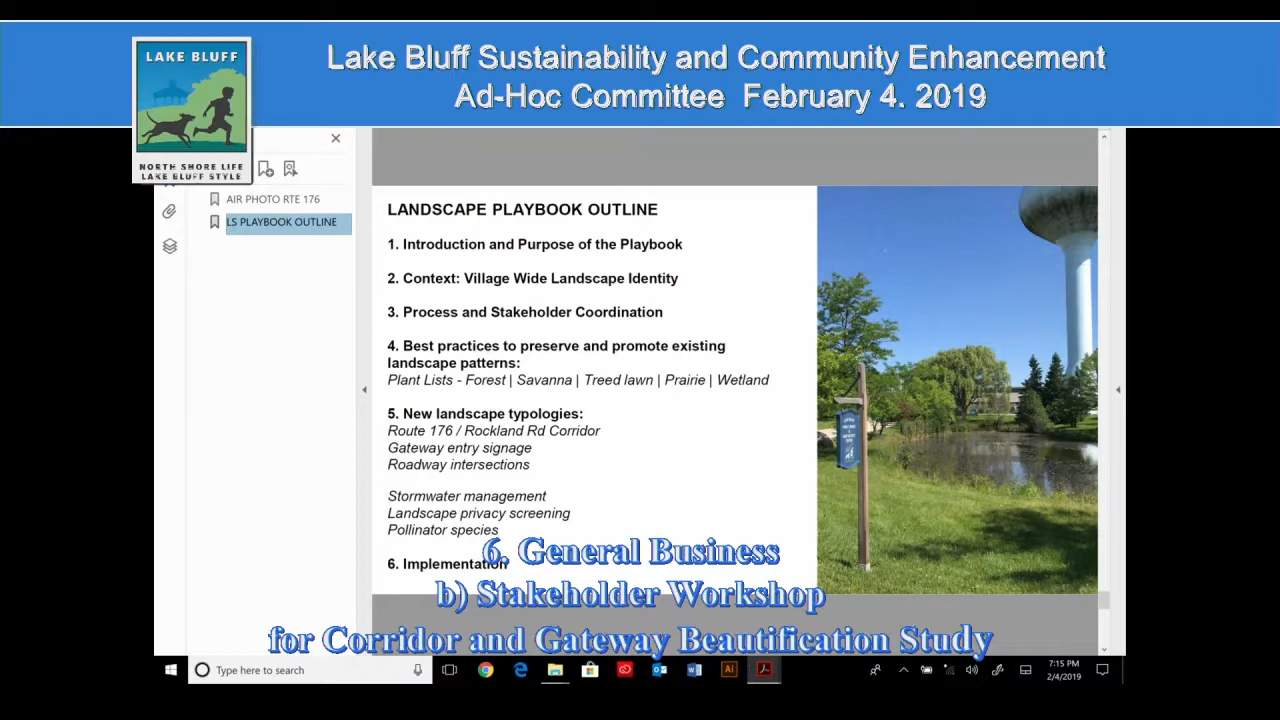 Lake Bluff Sustainability and Community Enhancement
Ad-Hoc Committee February 4. 2019
LAKE BLUFF
NORTH SHORE LIFE
LAKE BLUFF STYLE
AIR PHOTO RTE 176
LS PLAYBOOK OUTLINE
LANDSCAPE PLAYBOOK OUTLINE
1. Introduction and Purpose of the Playbook
2. Context: Village Wide Landscape Identity
3. Process and Stakeholder Coordination
4. Best practices to preserve and promote existing
landscape patterns:
Plant Lists - Forest | Savanna | Treed lawn | Prairie | Wetland
5. New landscape typologies:
Route 176 / Rockland Rd Corridor
Gateway entry signage
Roadway intersections
Stormwater management
Landscape privacy screening
Pollinator species
6. Implementation
6. General Business
b) Stakeholder Workshop
for Corridor and Gateway Beautification Study
Type here to search
Ai
7:15 PM
2/4/2019